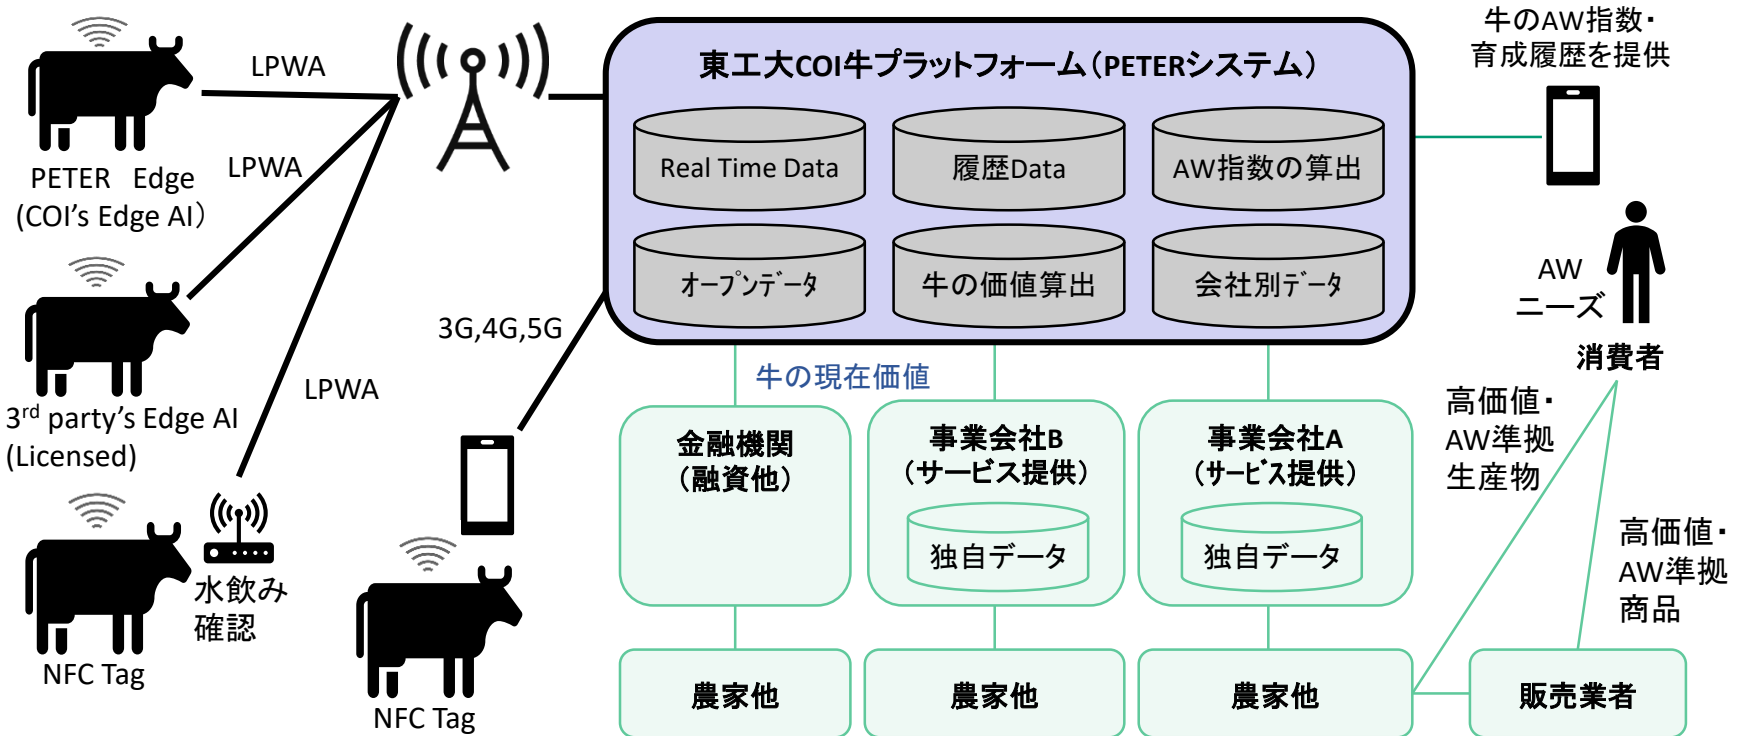 LPWA
PETER Edge
(COI's Edge AI）
LPWA
3rd party's Edge AI
(Licensed)
LPWA
NFC Tag
水飲み
確認
3G,4G,5G
NFC Tag
東工大COI牛プラットフォーム（PETERシステム）
Real Time Data
履歴Data
AW指数の算出
オープンデータ
牛の価値算出
会社別データ
牛の現在価値
金融機関
（融資他）
事業会社B
（サービス提供）
独自データ
事業会社A
（サービス提供）
独自データ
農家他
農家他
農家他
販売業者
牛のAW指数・
育成履歴を提供
AW
ニーズ
消費者
高価値・
AW準拠
生産物
高価値・
AW準拠
商品